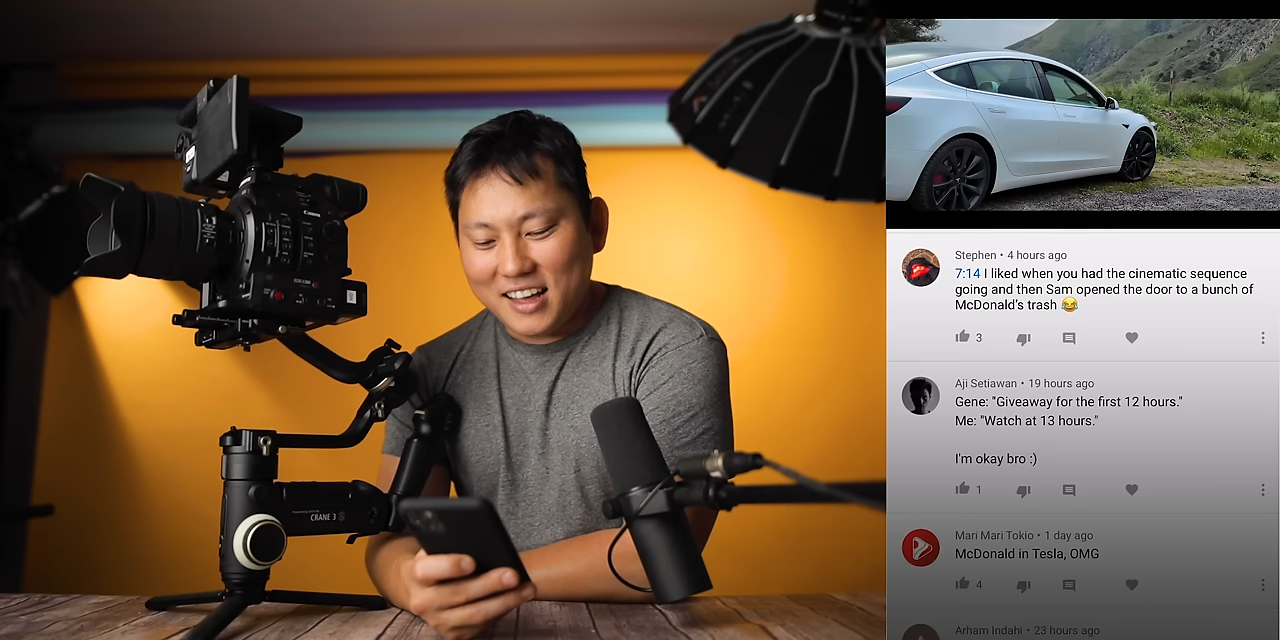 Canon
CRANE 3 S
Stephen • 4 hours ago
7:14 I liked when you had the cinematic sequence
going and then Sam opened the door to a bunch of
McDonald's trash 😂
3
Aji Setiawan • 19 hours ago
Gene: "Giveaway for the first 12 hours."
Me: "Watch at 13 hours."
I'm okay bro :)
1
Mari Mari Tokio • 1 day ago
McDonald in Tesla, OMG
4
Arham Indahi • 23 hours ago